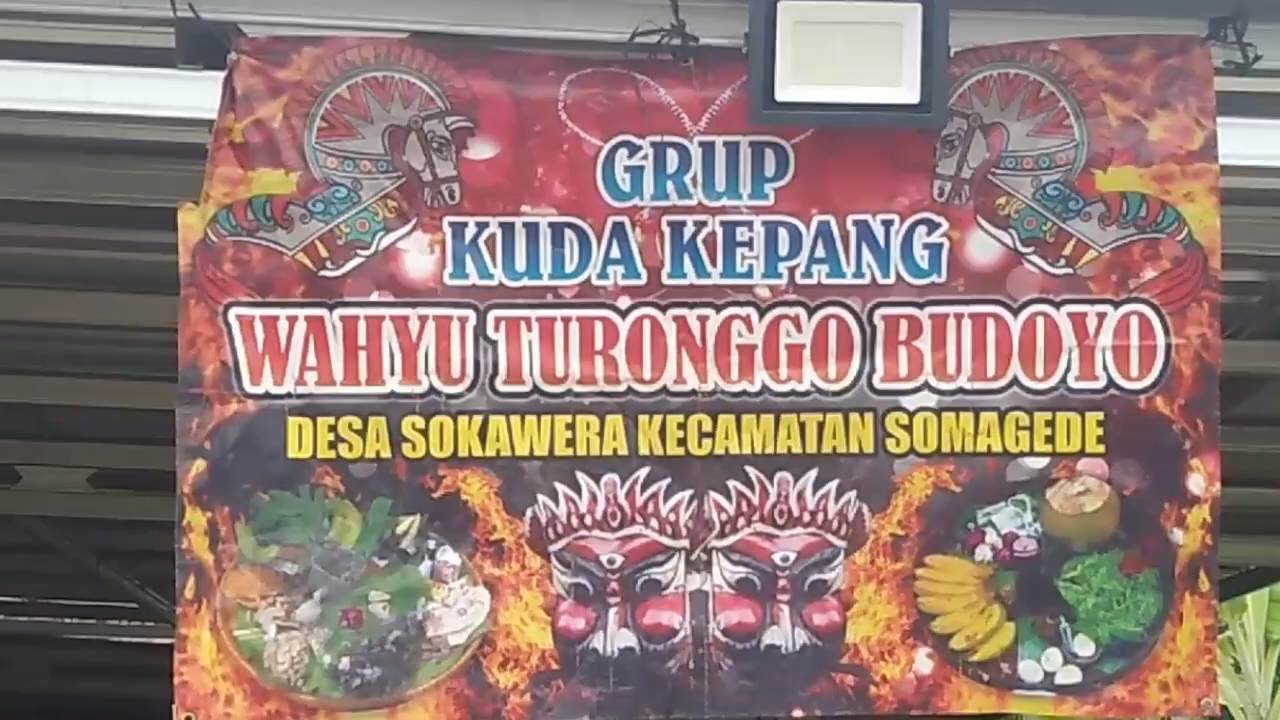 GRUP
KUDA KEPANG
WAHYU TURONGGO BUDOYO
DESA SOKAWERA KECAMATAN SOMAGEDE